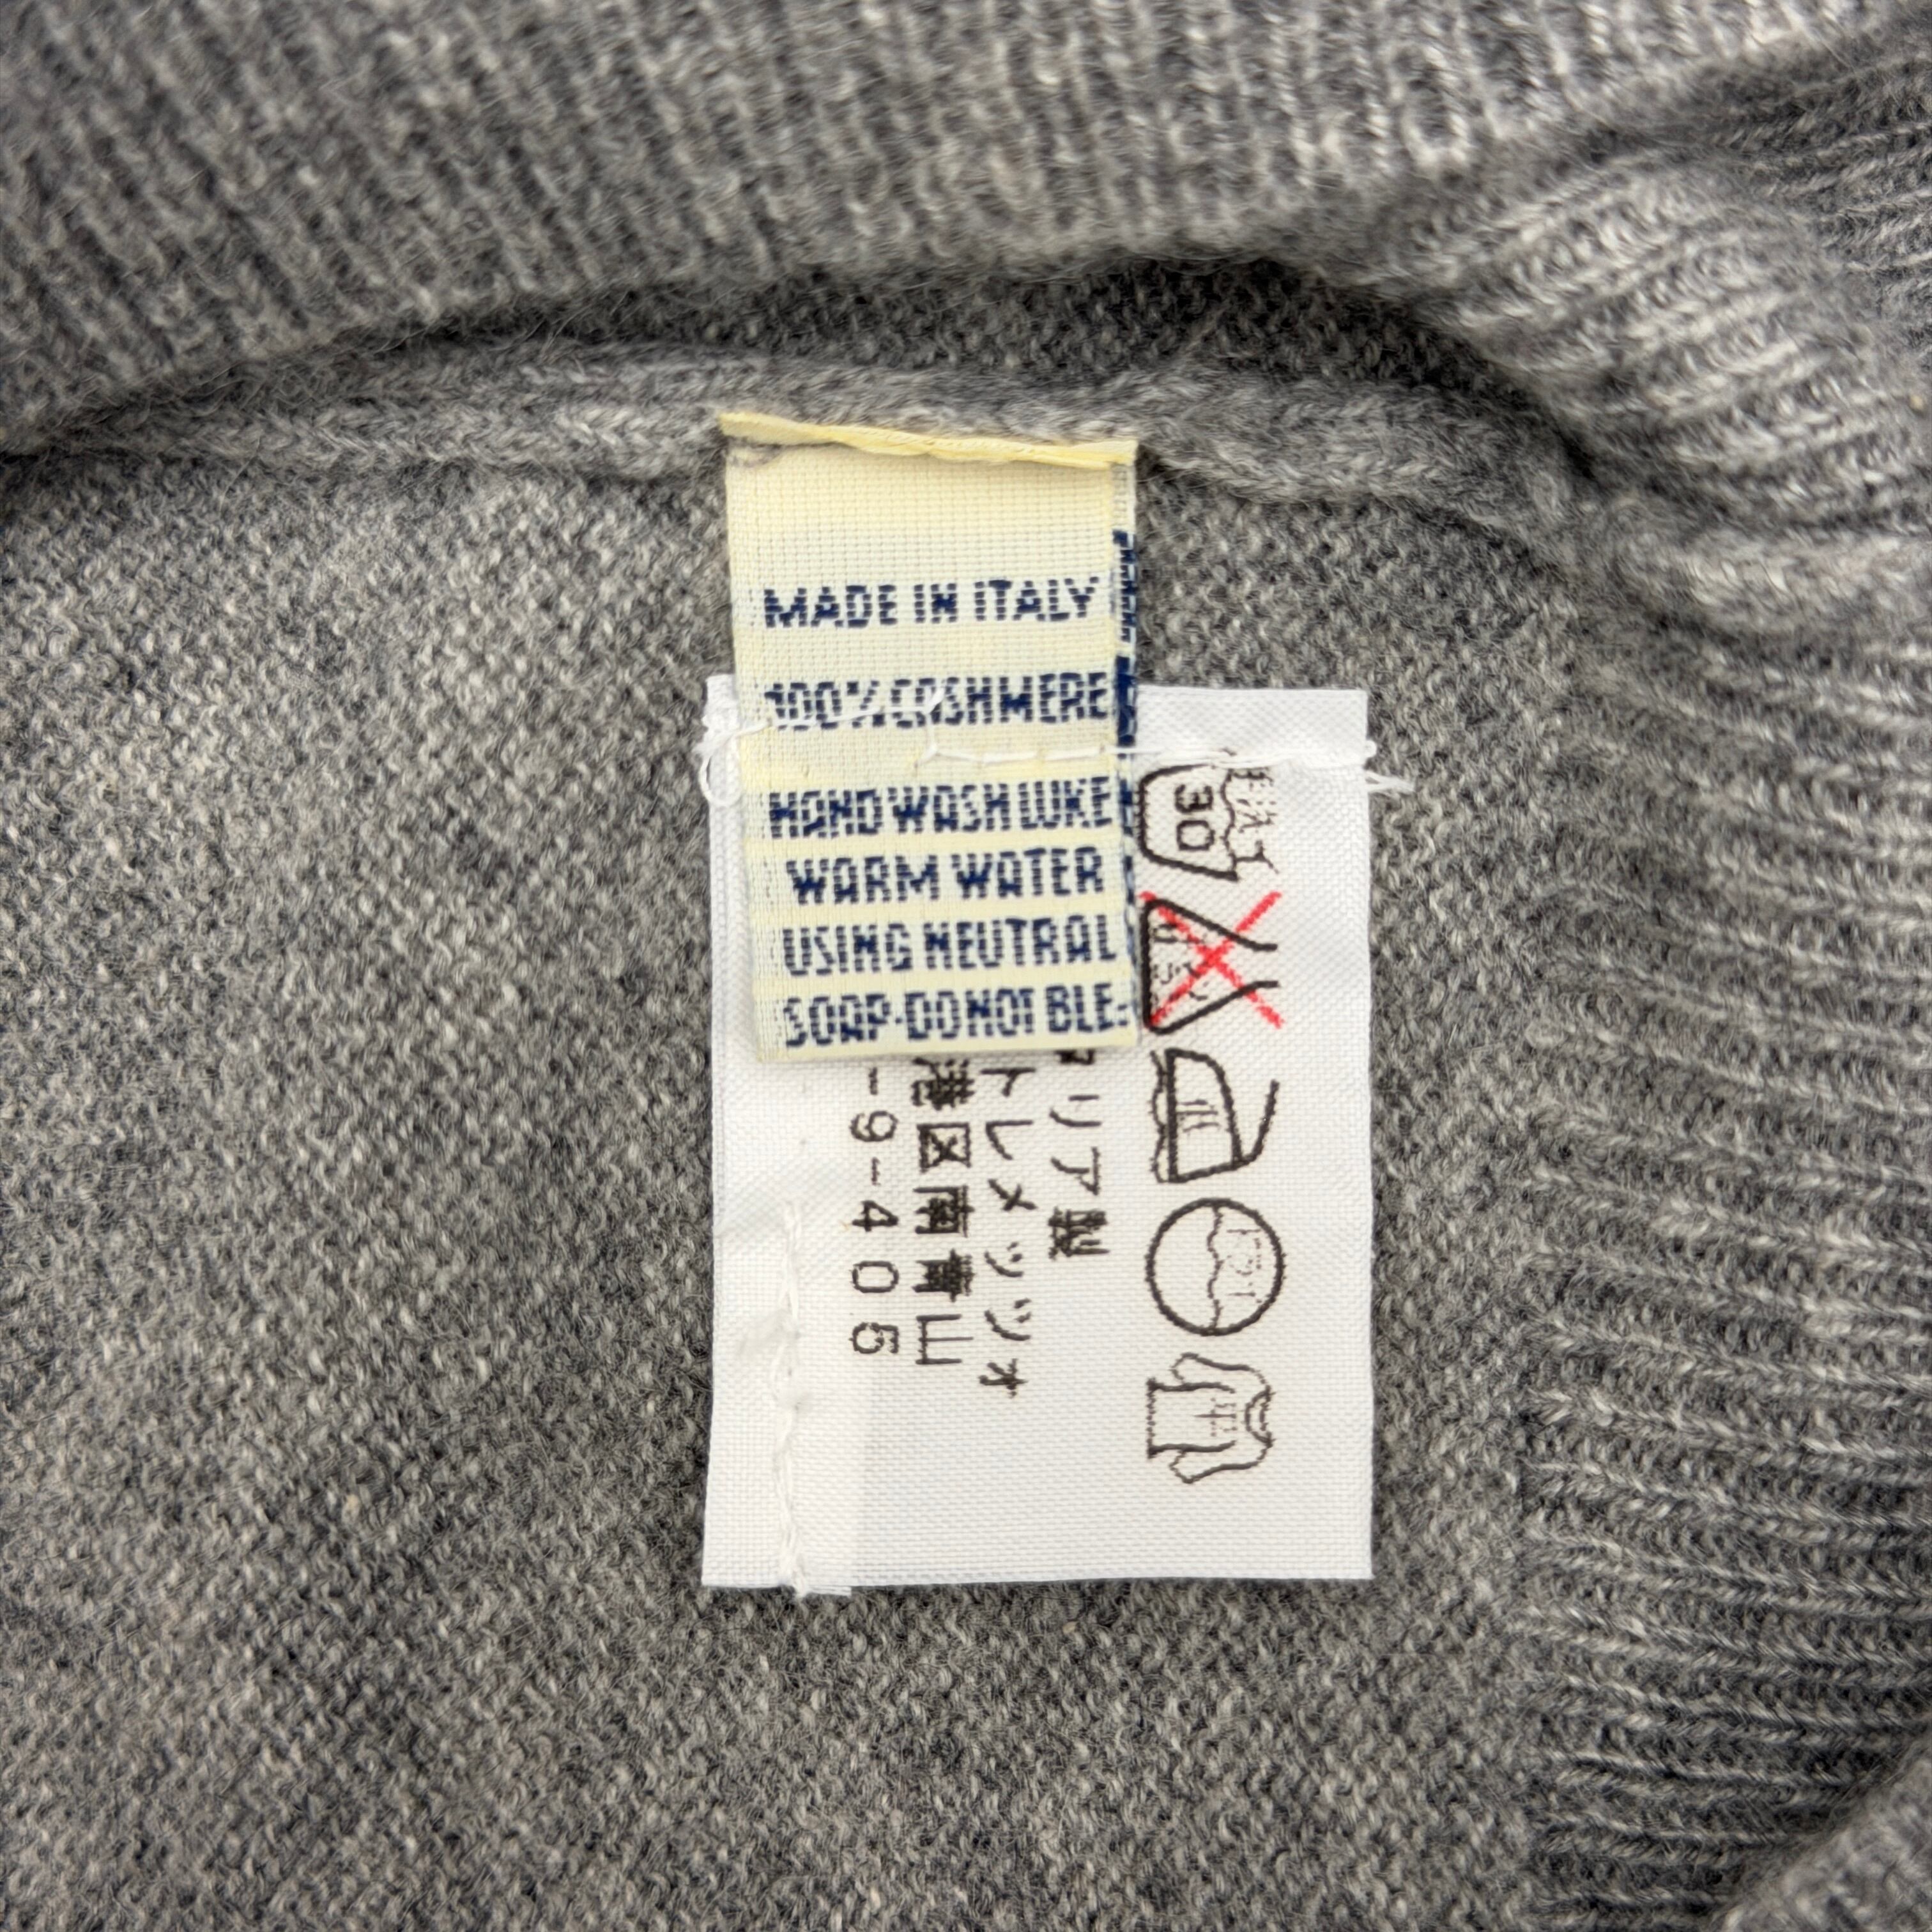 MADE IN ITALY
100% CASHMERE
HAND WASH LUKE
WARM WATER
USING NEUTRAL
SOAP-DO NOT BLE-
30
リア製
トレメッツォ
港区南青山
-9-405